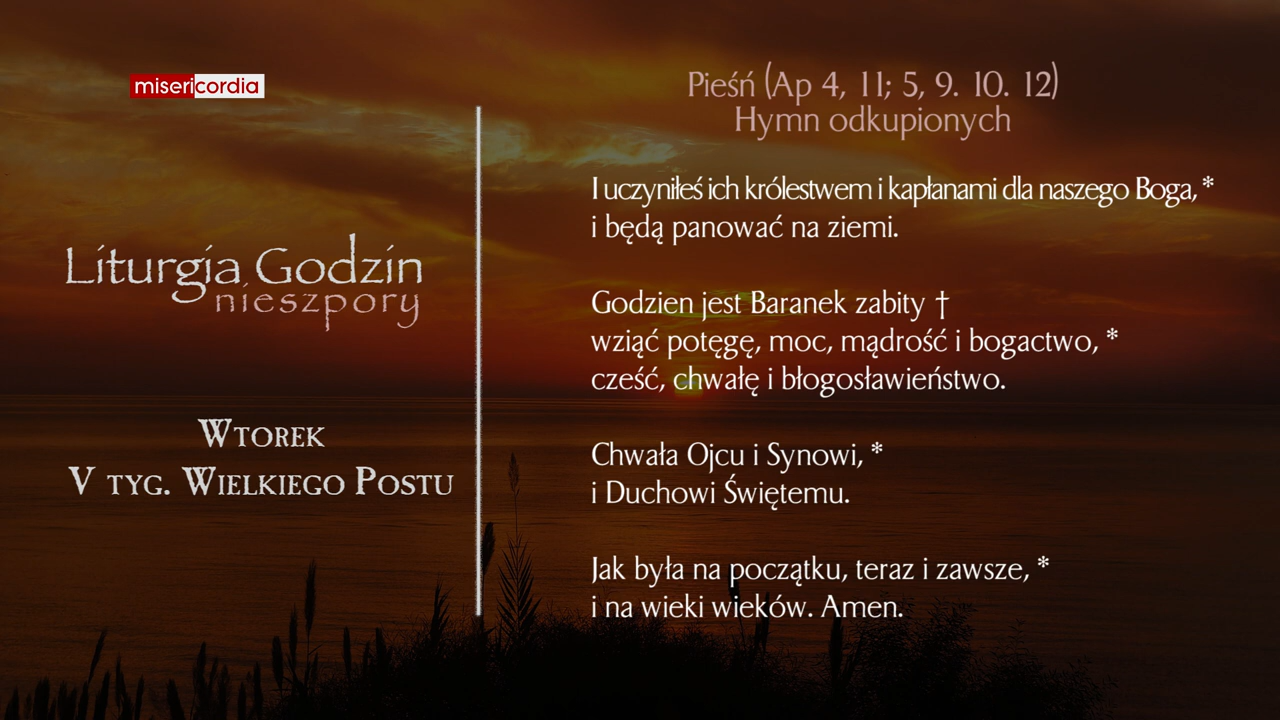 misericordia
Liturgia Godzin
nieszpory
Wtorek
V tyg. Wielkiego Postu
Pieśń (Ap 4, 11; 5, 9. 10. 12)
Hymn odkupionych
I uczyniłeś ich królestwem i kapłanami dla naszego Boga, *
i będą panować na ziemi.
Godzien jest Baranek zabity †
wziąć potęgę, moc, mądrość i bogactwo, *
cześć, chwałę i błogosławieństwo.
Chwała Ojcu i Synowi, *
i Duchowi Świętemu.
Jak była na początku, teraz i zawsze, *
i na wieki wieków. Amen.